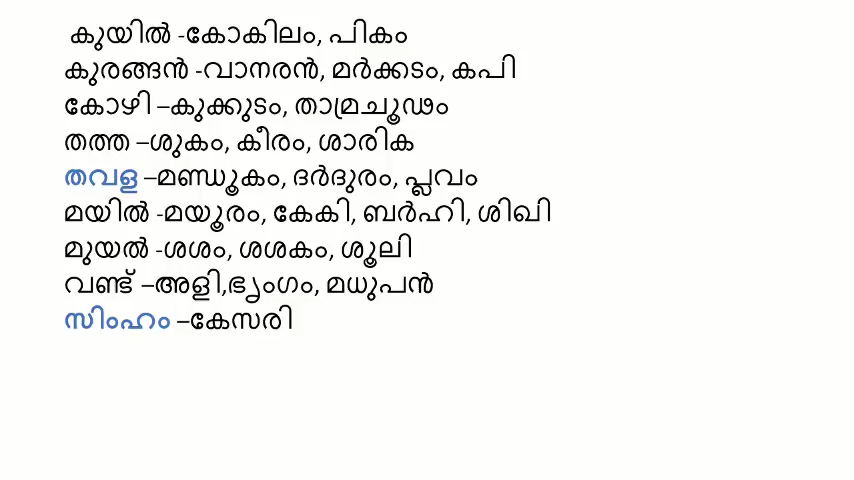 കുയിൽ -കോകിലം, പികം
കുരങ്ങൻ -വാനരൻ, മർക്കടം, കപി
കോഴി –കുക്കുടം, താമ്രചൂഢം
തത്ത –ശുകം, കീരം, ശാരിക
തവള –മണ്ഡൂകം, ദർദുരം, പ്ലവം
മയിൽ -മയൂരം, കേകി, ബർഹി, ശിഖി
മുയൽ -ശശം, ശശകം, ശൂലി
വണ്ട് –അളി,ഭൃംഗം, മധുപൻ
സിംഹം –കേസരി